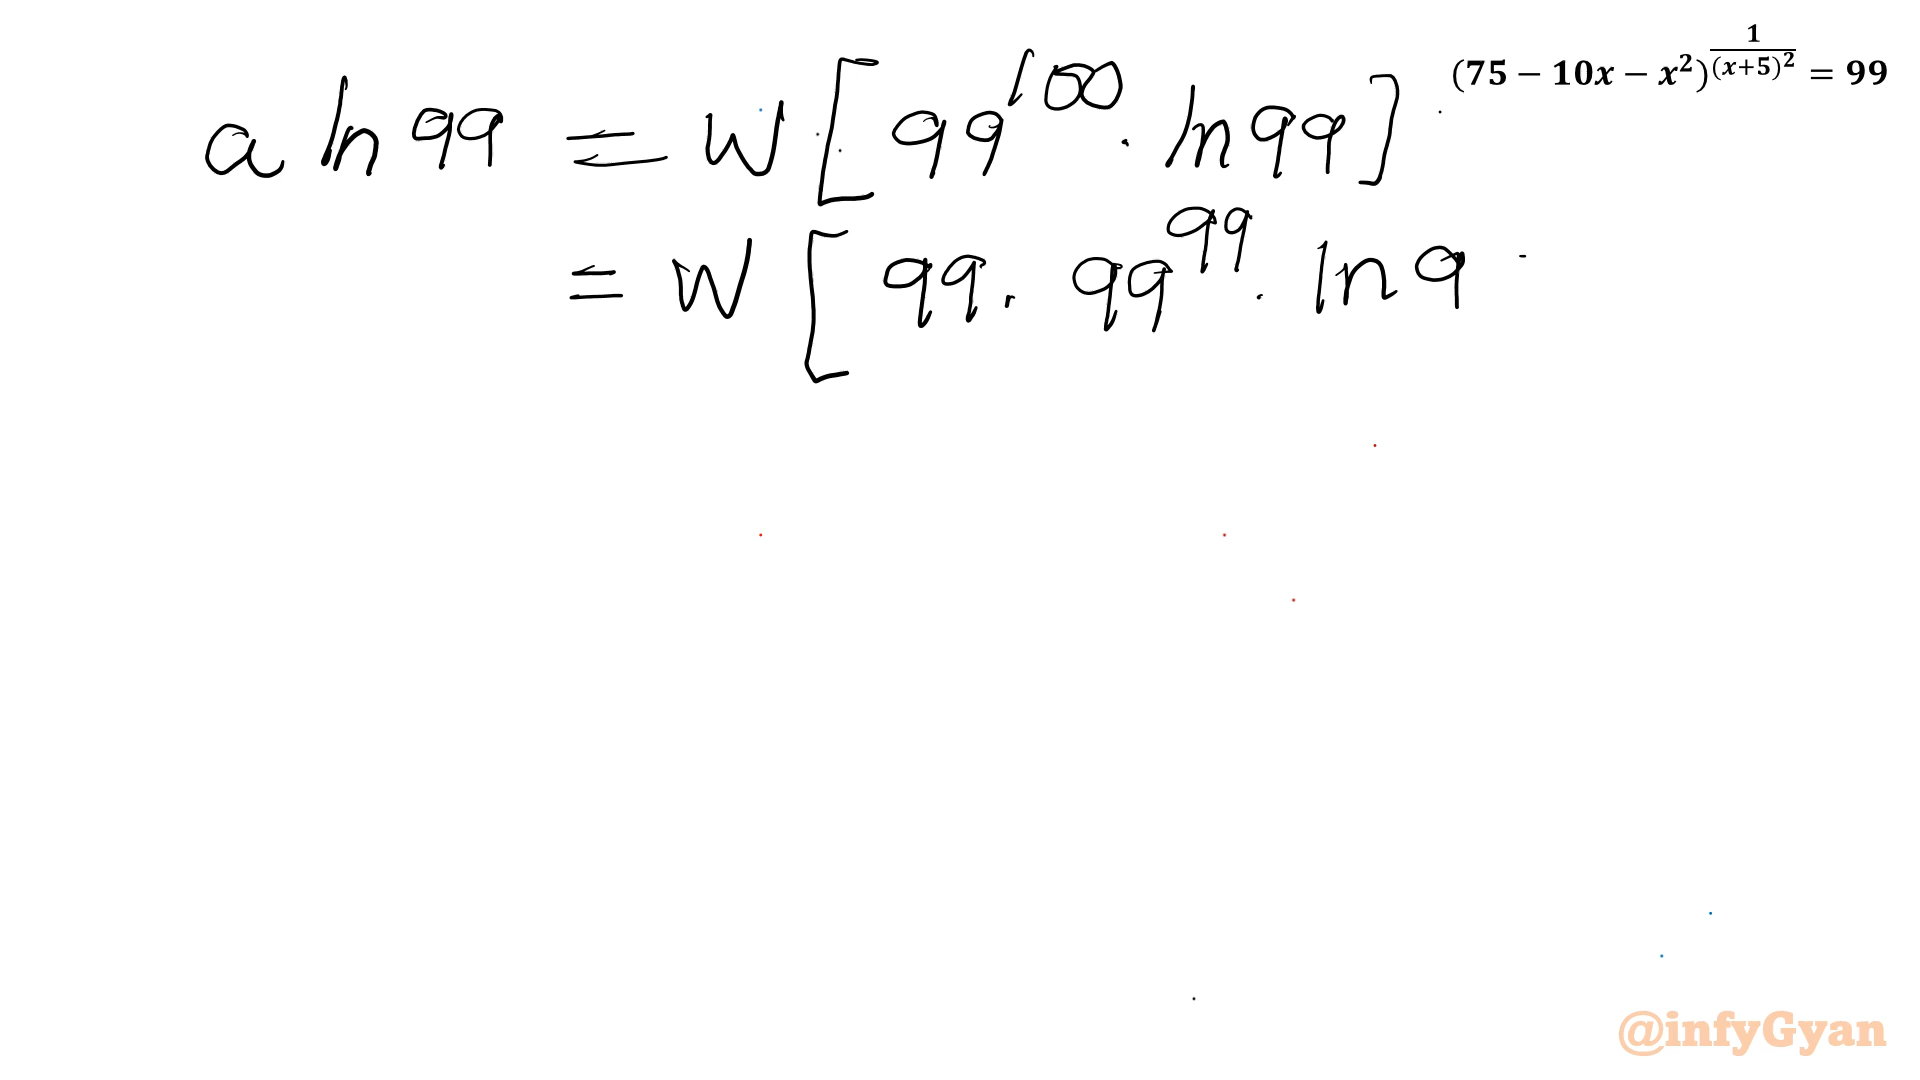 (75 − 10x − x²)^(1/(x+5)²) = 99
a ln 99 = W [ 99^100 . ln 99 ]
= W [ 99 . 99^99 . ln 9
@infyGyan